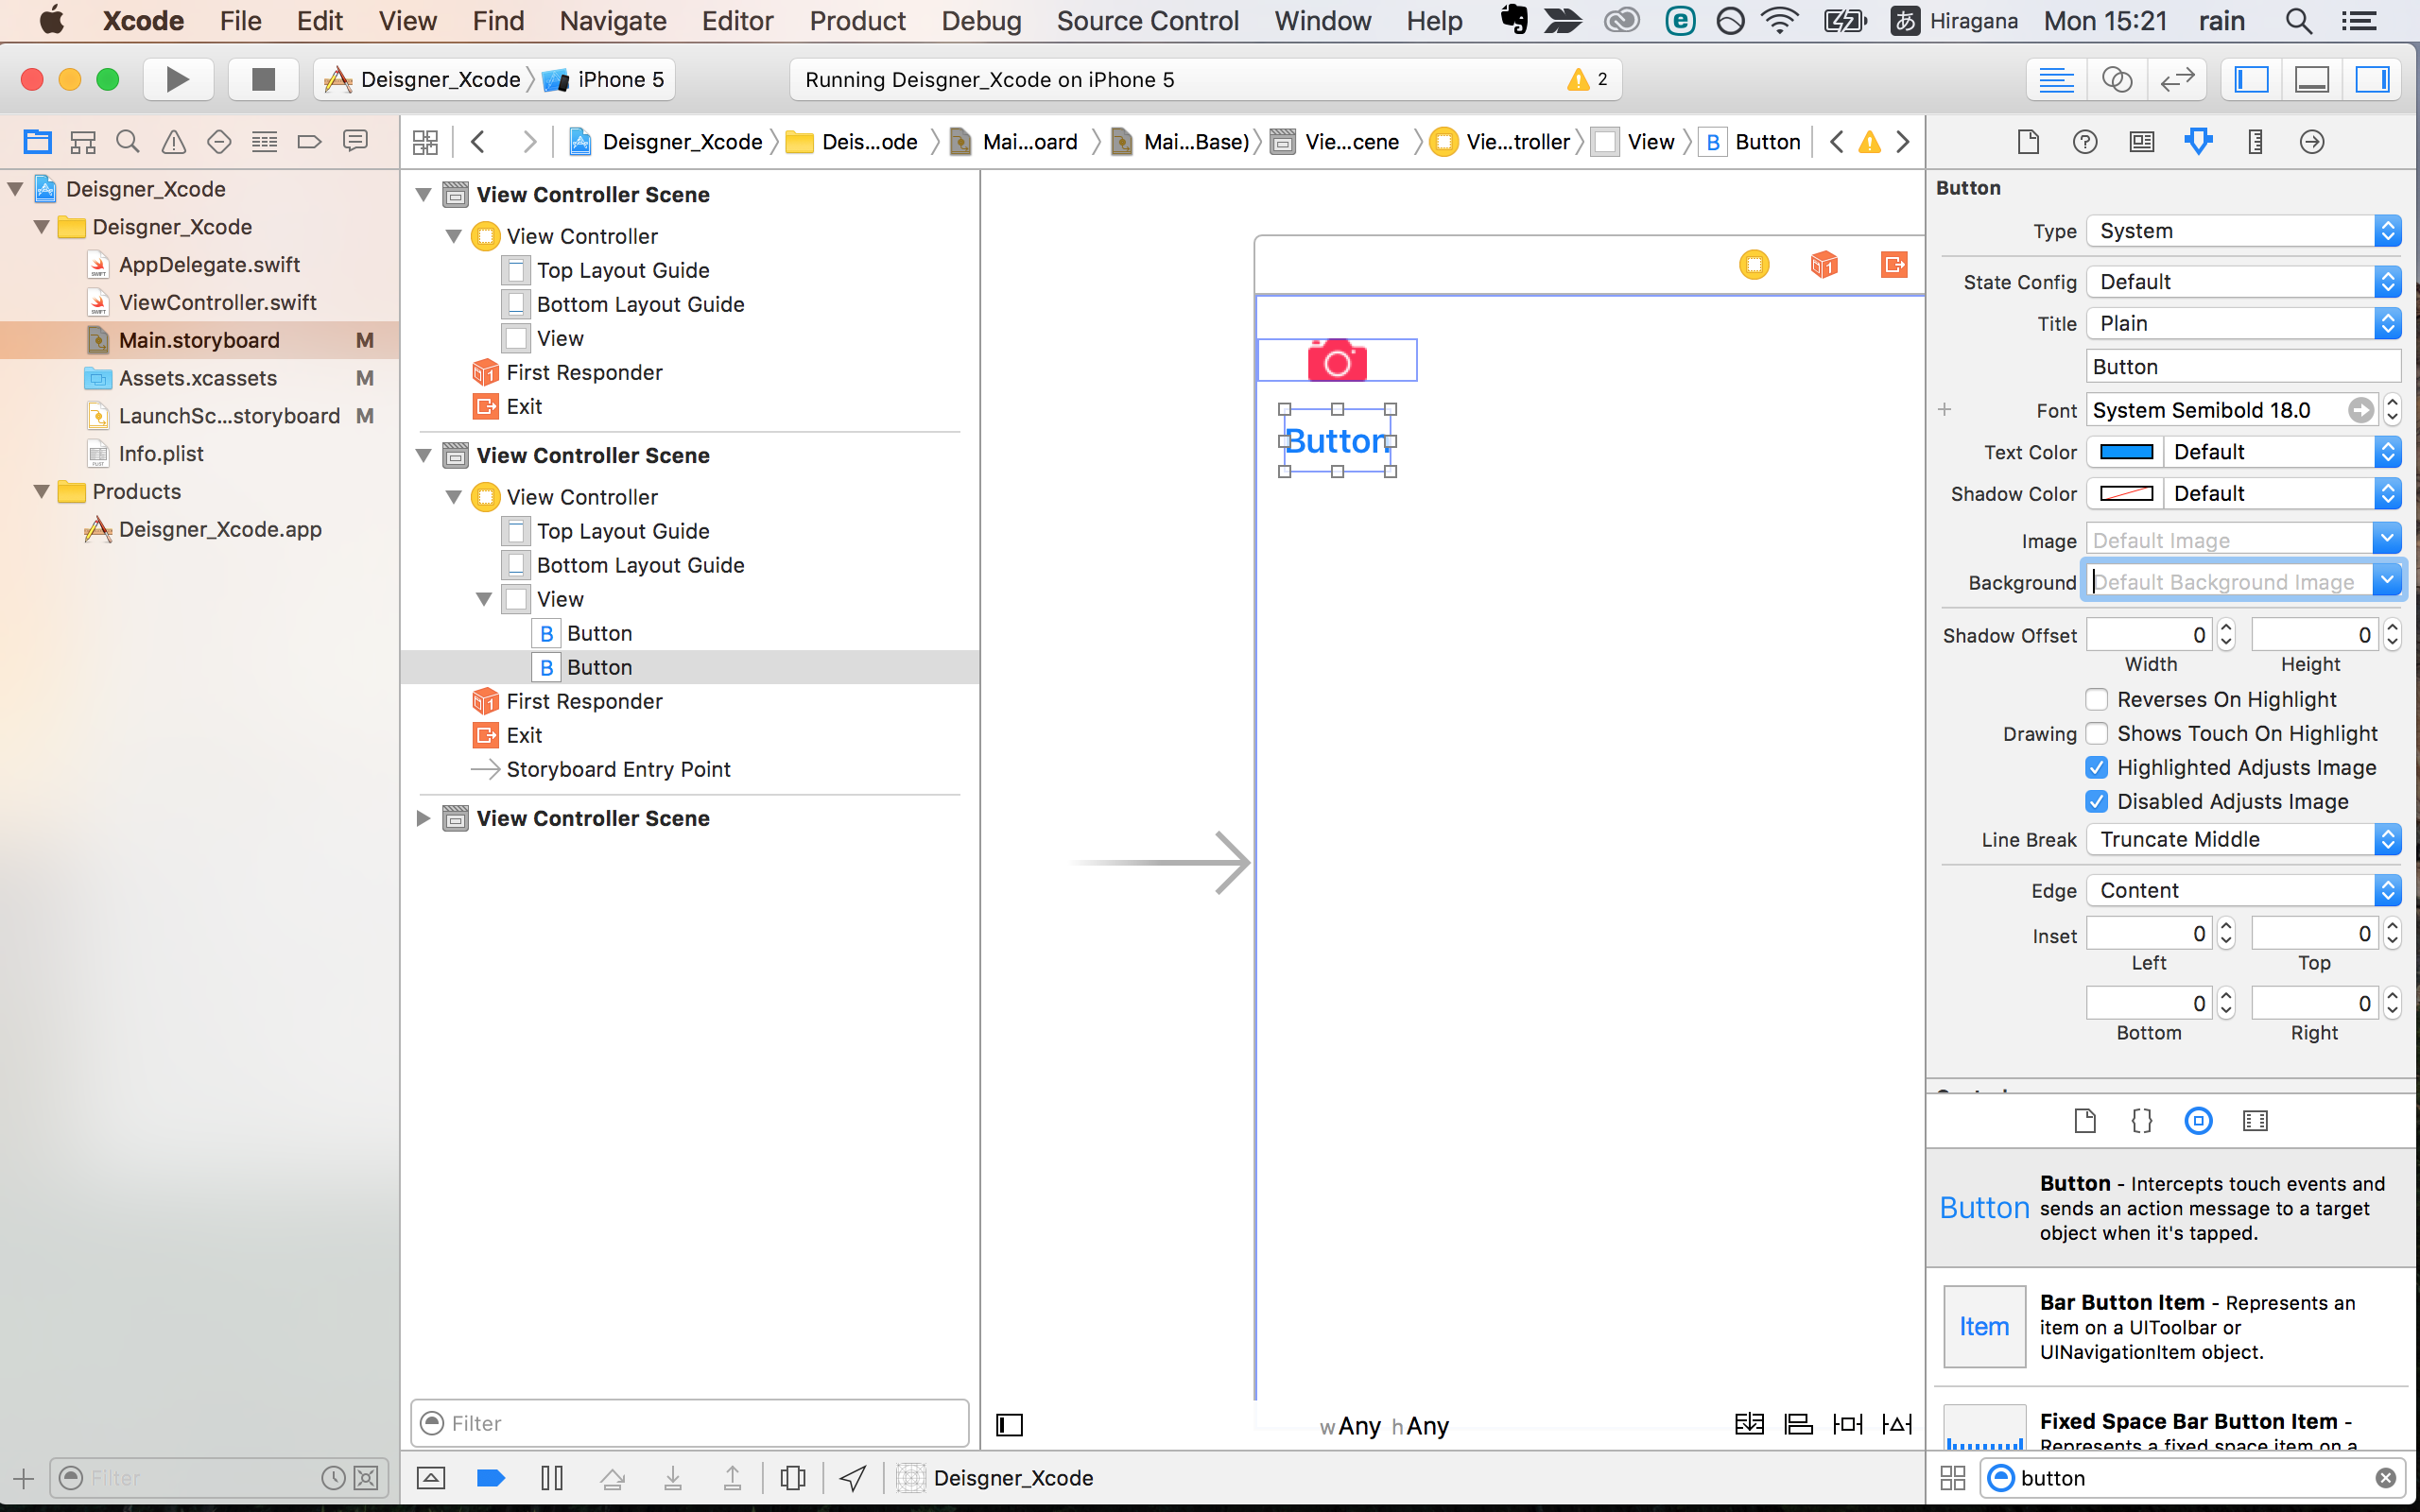 Xcode File Edit View Find Navigate Editor Product Debug Source Control Window Help あ Hiragana Mon 15:21 rain
Deisgner_Xcode iPhone 5
Running Deisgner_Xcode on iPhone 5
2
Deisgner_Xcode Deis...ode Mai...oard Mai...Base) Vie...cene Vie...troller View B Button
Deisgner_Xcode
Deisgner_Xcode
AppDelegate.swift
ViewController.swift
Main.storyboard M
Assets.xcassets M
LaunchSc...storyboard M
Info.plist
Products
Deisgner_Xcode.app
Filter
View Controller Scene
View Controller
Top Layout Guide
Bottom Layout Guide
View
First Responder
Exit
View Controller Scene
View Controller
Top Layout Guide
Bottom Layout Guide
View
B Button
B Button
First Responder
Exit
Storyboard Entry Point
View Controller Scene
Filter
Button
wAny hAny
Deisgner_Xcode
Button
Type System
State Config Default
Title Plain
Button
Font System Semibold 18.0
Text Color Default
Shadow Color Default
Image Default Image
Background Default Background Image
Shadow Offset 0 0
Width Height
Reverses On Highlight
Drawing Shows Touch On Highlight
Highlighted Adjusts Image
Disabled Adjusts Image
Line Break Truncate Middle
Edge Content
Inset 0 0
Left Top
0 0
Bottom Right
{}
Button
Button - Intercepts touch events and
sends an action message to a target
object when it's tapped.
Item
Bar Button Item - Represents an
item on a UIToolbar or
UINavigationItem object.
Fixed Space Bar Button Item -
Represents a fixed space item on a
button